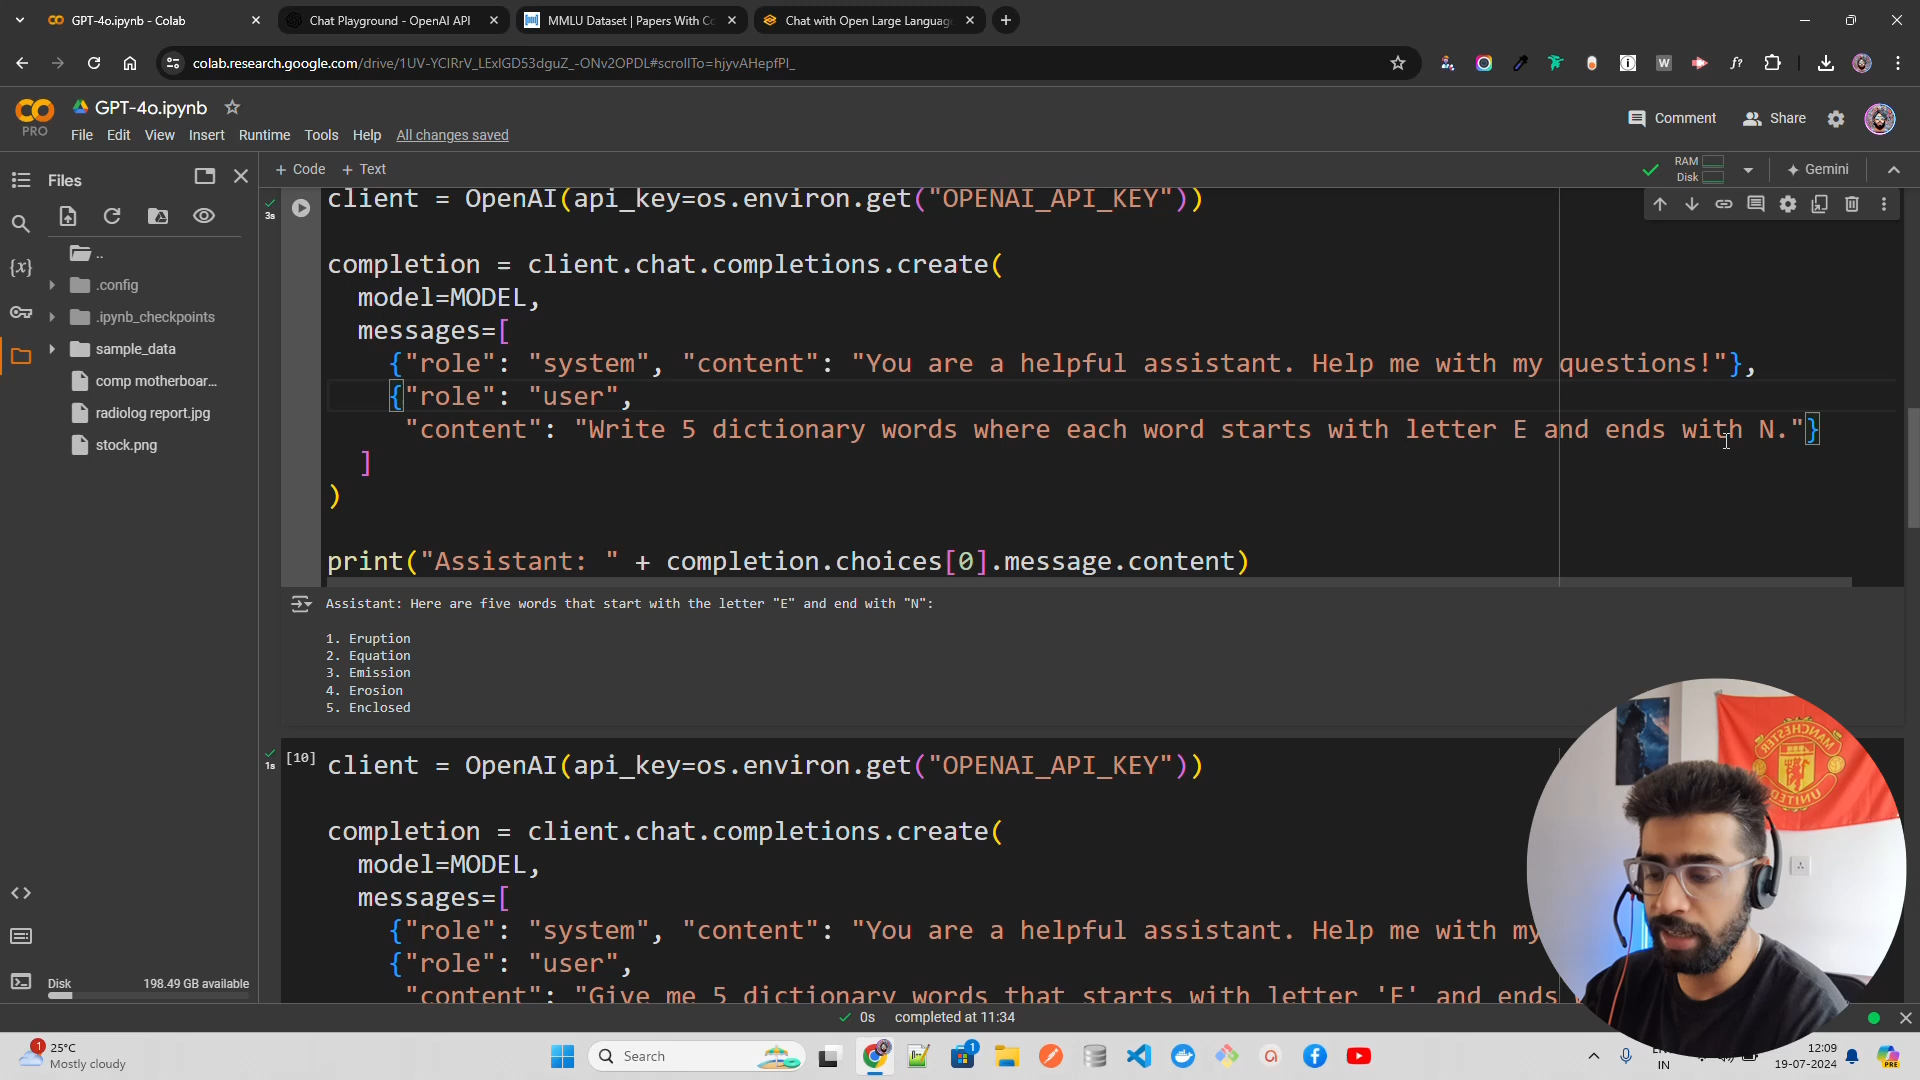 GPT-4o.ipynb - Colab
Chat Playground - OpenAI API
MMLU Dataset | Papers With Co
Chat with Open Large Languag
colab.research.google.com/drive/1UV-YClRrV_LExIGD53dguZ_-ONv2OPDL#scrollTo=hjyvAHepfPI_
PRO
GPT-4o.ipynb
File Edit View Insert Runtime Tools Help All changes saved
Comment
Share
Files
+ Code + Text
RAM
Disk
Gemini
..
.config
.ipynb_checkpoints
sample_data
comp motherboar...
radiolog report.jpg
stock.png
3s
client = OpenAI(api_key=os.environ.get("OPENAI_API_KEY"))
completion = client.chat.completions.create(
model=MODEL,
messages=[
{"role": "system", "content": "You are a helpful assistant. Help me with my questions!"},
{"role": "user",
"content": "Write 5 dictionary words where each word starts with letter E and ends with N."}
]
)
print("Assistant: " + completion.choices[0].message.content)
Assistant: Here are five words that start with the letter "E" and end with "N":
1. Eruption
2. Equation
3. Emission
4. Erosion
5. Enclosed
1s
[10]
client = OpenAI(api_key=os.environ.get("OPENAI_API_KEY"))
completion = client.chat.completions.create(
model=MODEL,
messages=[
{"role": "system", "content": "You are a helpful assistant. Help me with my
{"role": "user",
"content": "Give me 5 dictionary words that starts with letter 'E' and ends
Disk 198.49 GB available
0s completed at 11:34
MANCHESTER
UNITED
1
25°C
Mostly cloudy
Search
1
IN
12:09
19-07-2024
PRE